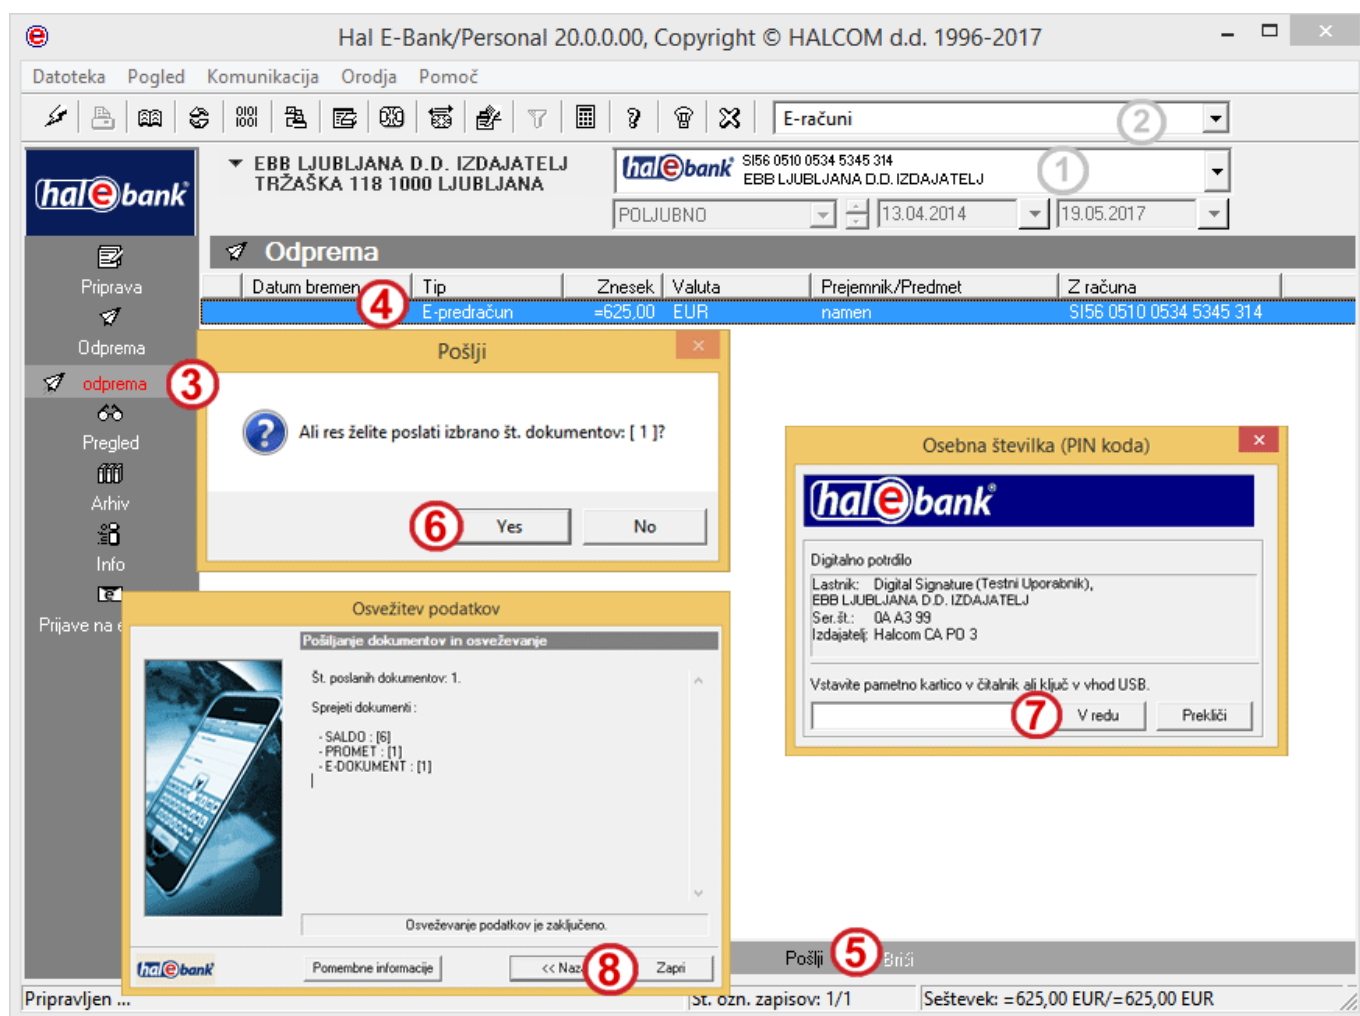 Hal E-Bank/Personal 20.0.0.00, Copyright © HALCOM d.d. 1996-2017
Datoteka Pogled Komunikacija Orodja Pomoč
E-računi
2
hal e bank
EBB LJUBLJANA D.D. IZDAJATELJ
TRŽAŠKA 118 1000 LJUBLJANA
hal e bank
SI56 0510 0534 5345 314
EBB LJUBLJANA D.D. IZDAJATELJ
1
POLJUBNO 13.04.2014 19.05.2017
Odprema
Datum bremen Tip Znesek Valuta Prejemnik/Predmet Z računa
4
E-predračun =625,00 EUR namen SI56 0510 0534 5345 314
Priprava
Odprema
odprema
3
Pregled
Arhiv
Info
Prijave na e
Pošlji
Ali res želite poslati izbrano št. dokumentov: [ 1 ]?
6
Yes No
Osebna številka (PIN koda)
hal e bank
Digitalno potrdilo
Lastnik: Digital Signature (Testni Uporabnik),
EBB LJUBLJANA D.D. IZDAJATELJ
Ser.št.: 0A A3 99
Izdajatelj: Halcom CA PO 3
Vstavite pametno kartico v čitalnik ali ključ v vhod USB.
7
V redu Prekliči
Osvežitev podatkov
Pošiljanje dokumentov in osveževanje
Št. poslanih dokumentov: 1.
Sprejeti dokumenti :
- SALDO : [6]
- PROMET : [1]
- E-DOKUMENT : [1]
Osveževanje podatkov je zaključeno.
hal e bank
Pomembne informacije << Naz 8 Zapri
Pošlji 5 Briši
Pripravljen ... Št. ozn. zapisov: 1/1 Seštevek: =625,00 EUR/=625,00 EUR